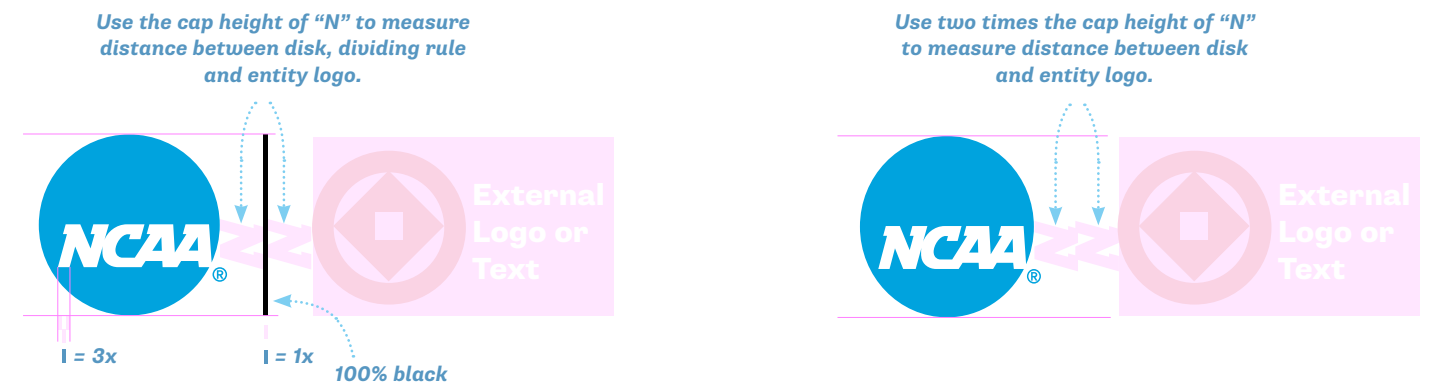 Use the cap height of “N” to measure
distance between disk, dividing rule
and entity logo.
NCAA®
External
Logo or
Text
I = 3x
I = 1x
100% black
Use two times the cap height of “N”
to measure distance between disk
and entity logo.
NCAA®
External
Logo or
Text